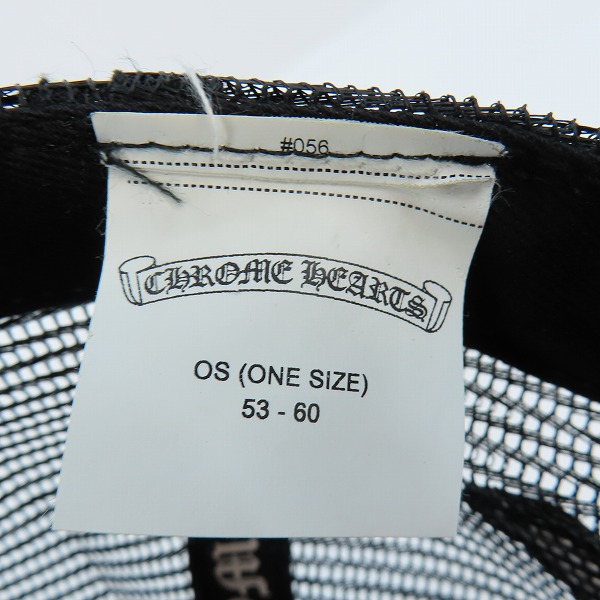 #056
CHROME HEARTS
OS (ONE SIZE)
53 - 60